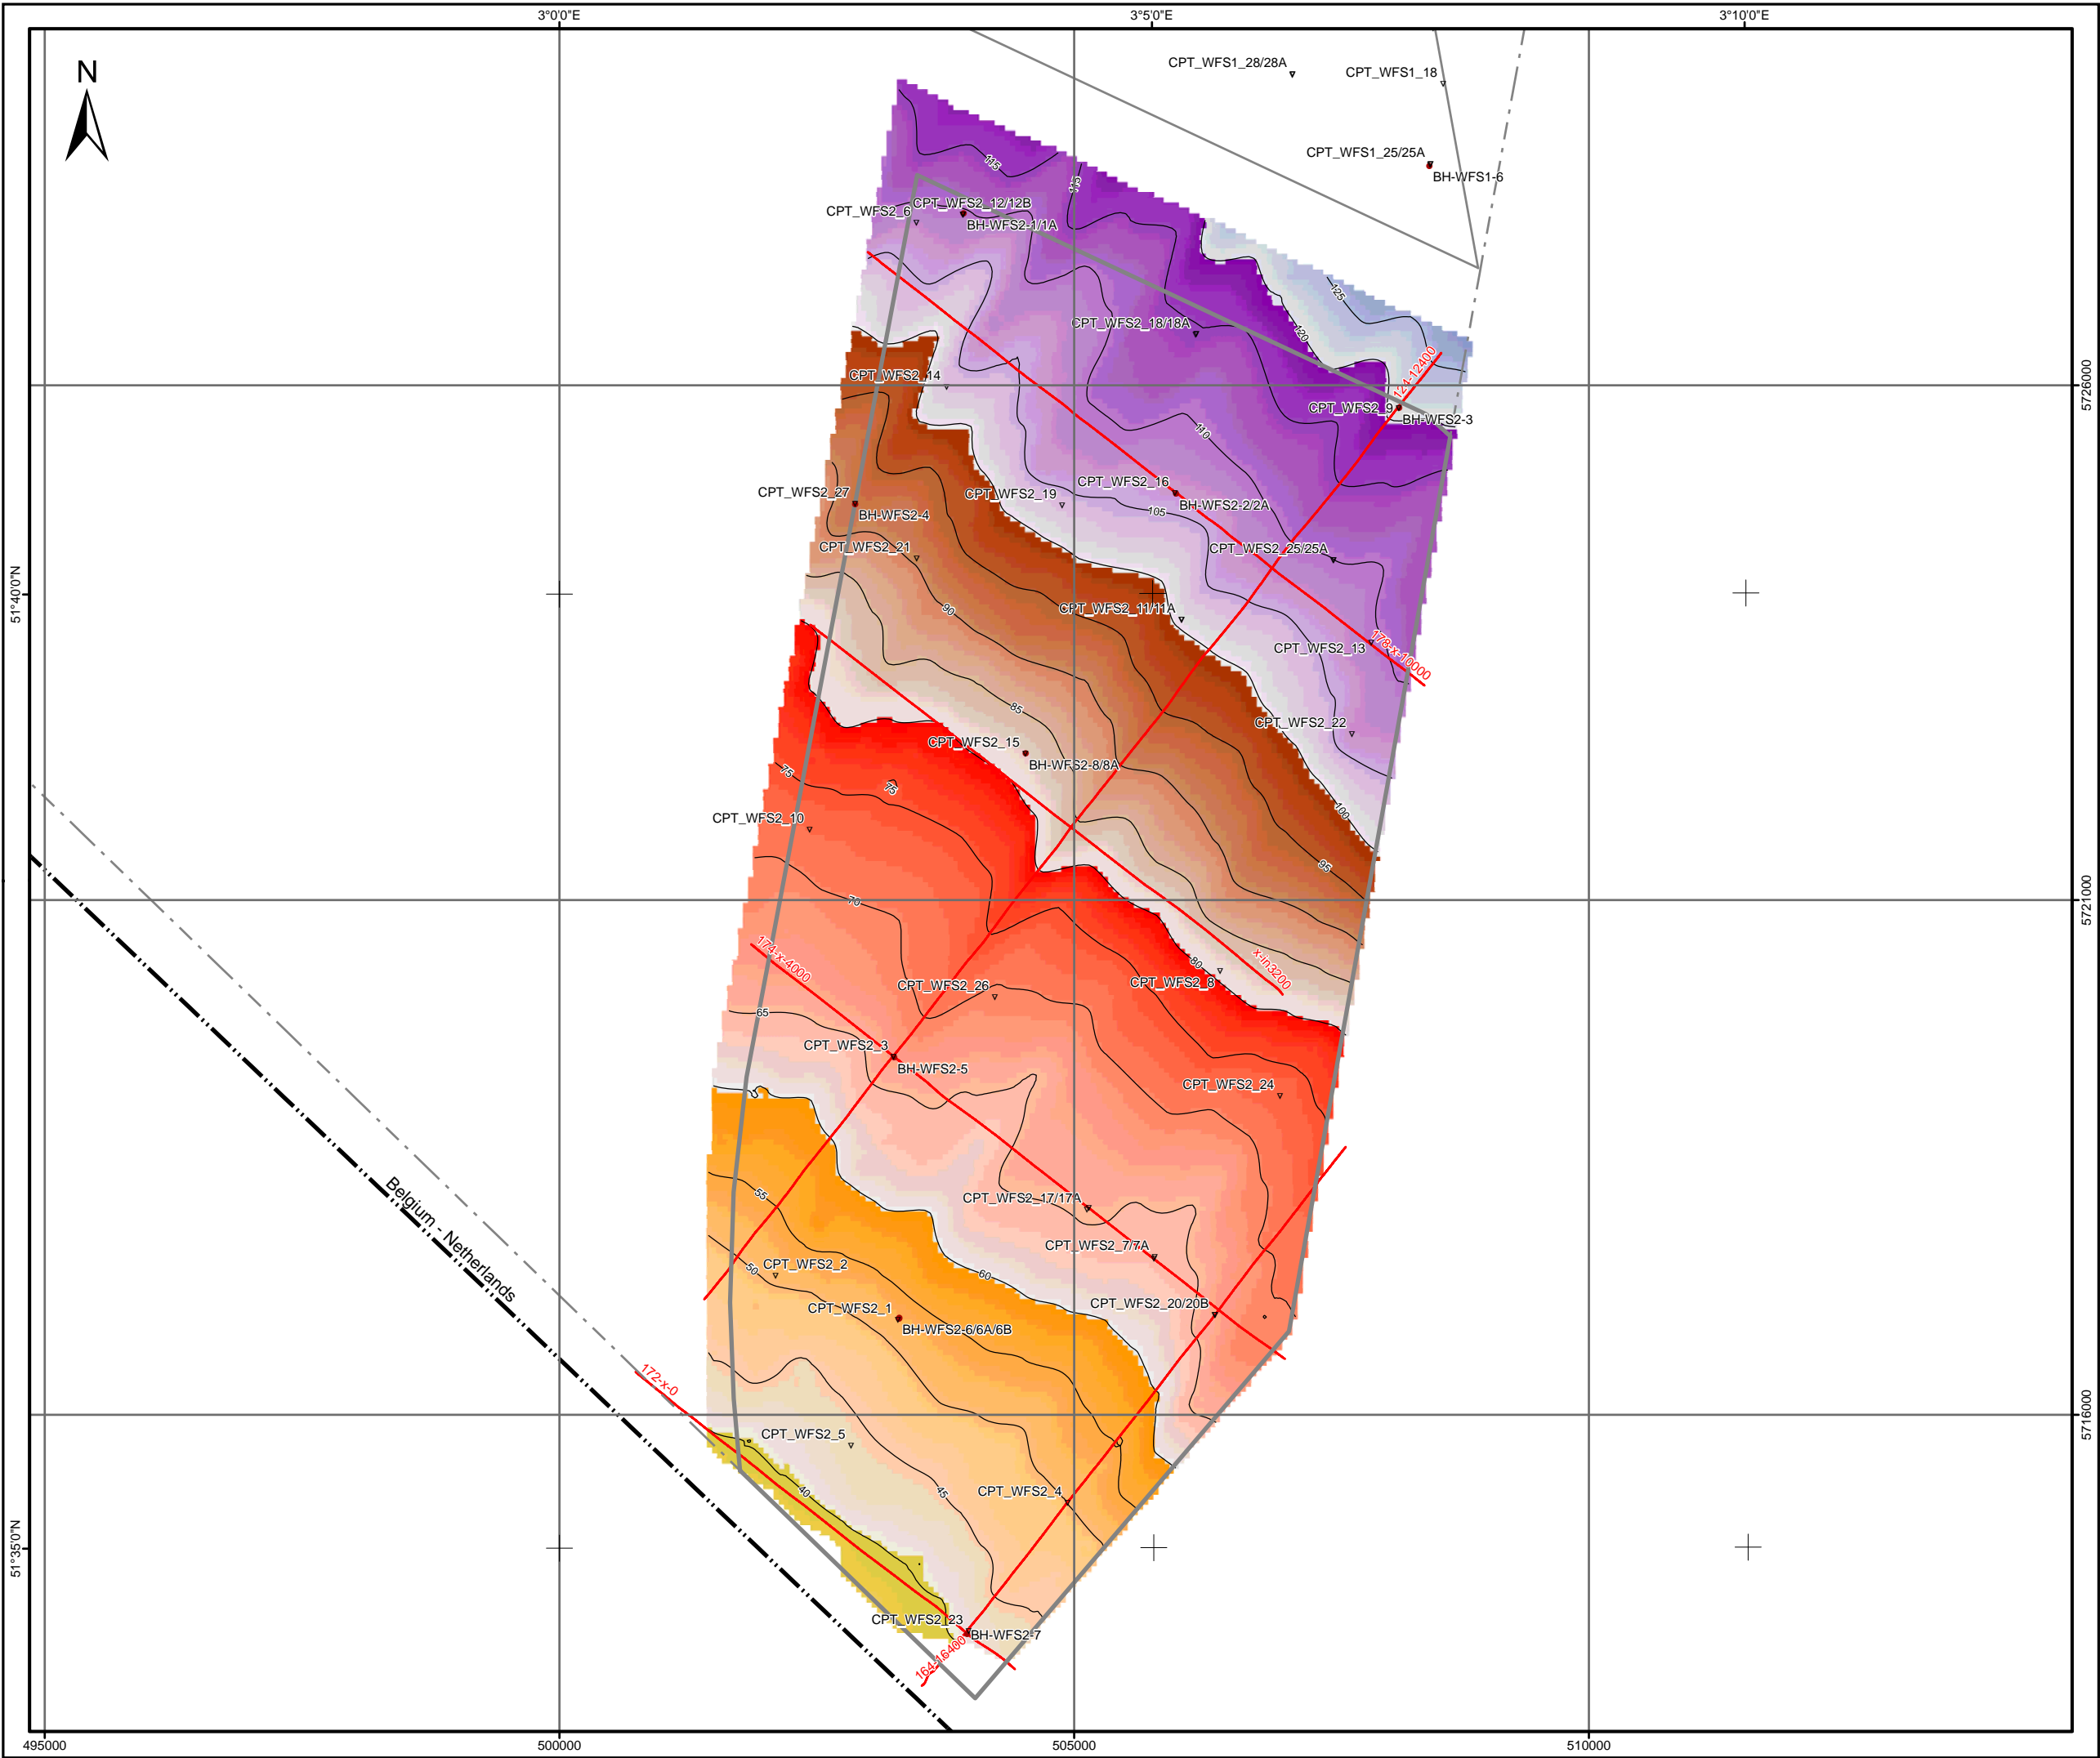 3°0'0"E
3°5'0"E
3°10'0"E
N
CPT_WFS1_28/28A
CPT_WFS1_18
CPT_WFS1_25/25A
BH-WFS1-6
115
115
CPT_WFS2_12/12B
CPT_WFS2_6
BH-WFS2-1/1A
125
CPT_WFS2_18/18A
120
124-12400
CPT_WFS2_14
5726000
CPT_WFS2_9
BH-WFS2-3
110
CPT_WFS2_16
CPT_WFS2_27
CPT_WFS2_19
BH-WFS2-2/2A
105
BH-WFS2-4
CPT_WFS2_21
CPT_WFS2_25/25A
51°40'0"N
90
CPT_WFS2_11/11A
CPT_WFS2_13
178-x-10000
85
CPT_WFS2_22
CPT_WFS2_15
BH-WFS2-8/8A
75
75
100
CPT_WFS2_10
95
70
5721000
174-x-4000
80
x-in3200
CPT_WFS2_8
CPT_WFS2_26
65
CPT_WFS2_3
BH-WFS2-5
CPT_WFS2_24
55
CPT_WFS2_17/17A
Belgium - Netherlands
CPT_WFS2_7/7A
50
CPT_WFS2_2
60
CPT_WFS2_1
CPT_WFS2_20/20B
BH-WFS2-6/6A/6B
172-x-0
5716000
CPT_WFS2_5
40
45
CPT_WFS2_4
51°35'0"N
CPT_WFS2_23
BH-WFS2-7
164-16400
495000
500000
505000
510000